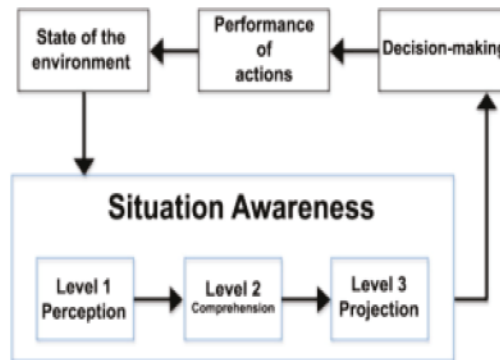 State of the
environment
Performance
of
actions
Decision-making
Situation Awareness
Level 1
Perception
Level 2
Comprehension
Level 3
Projection